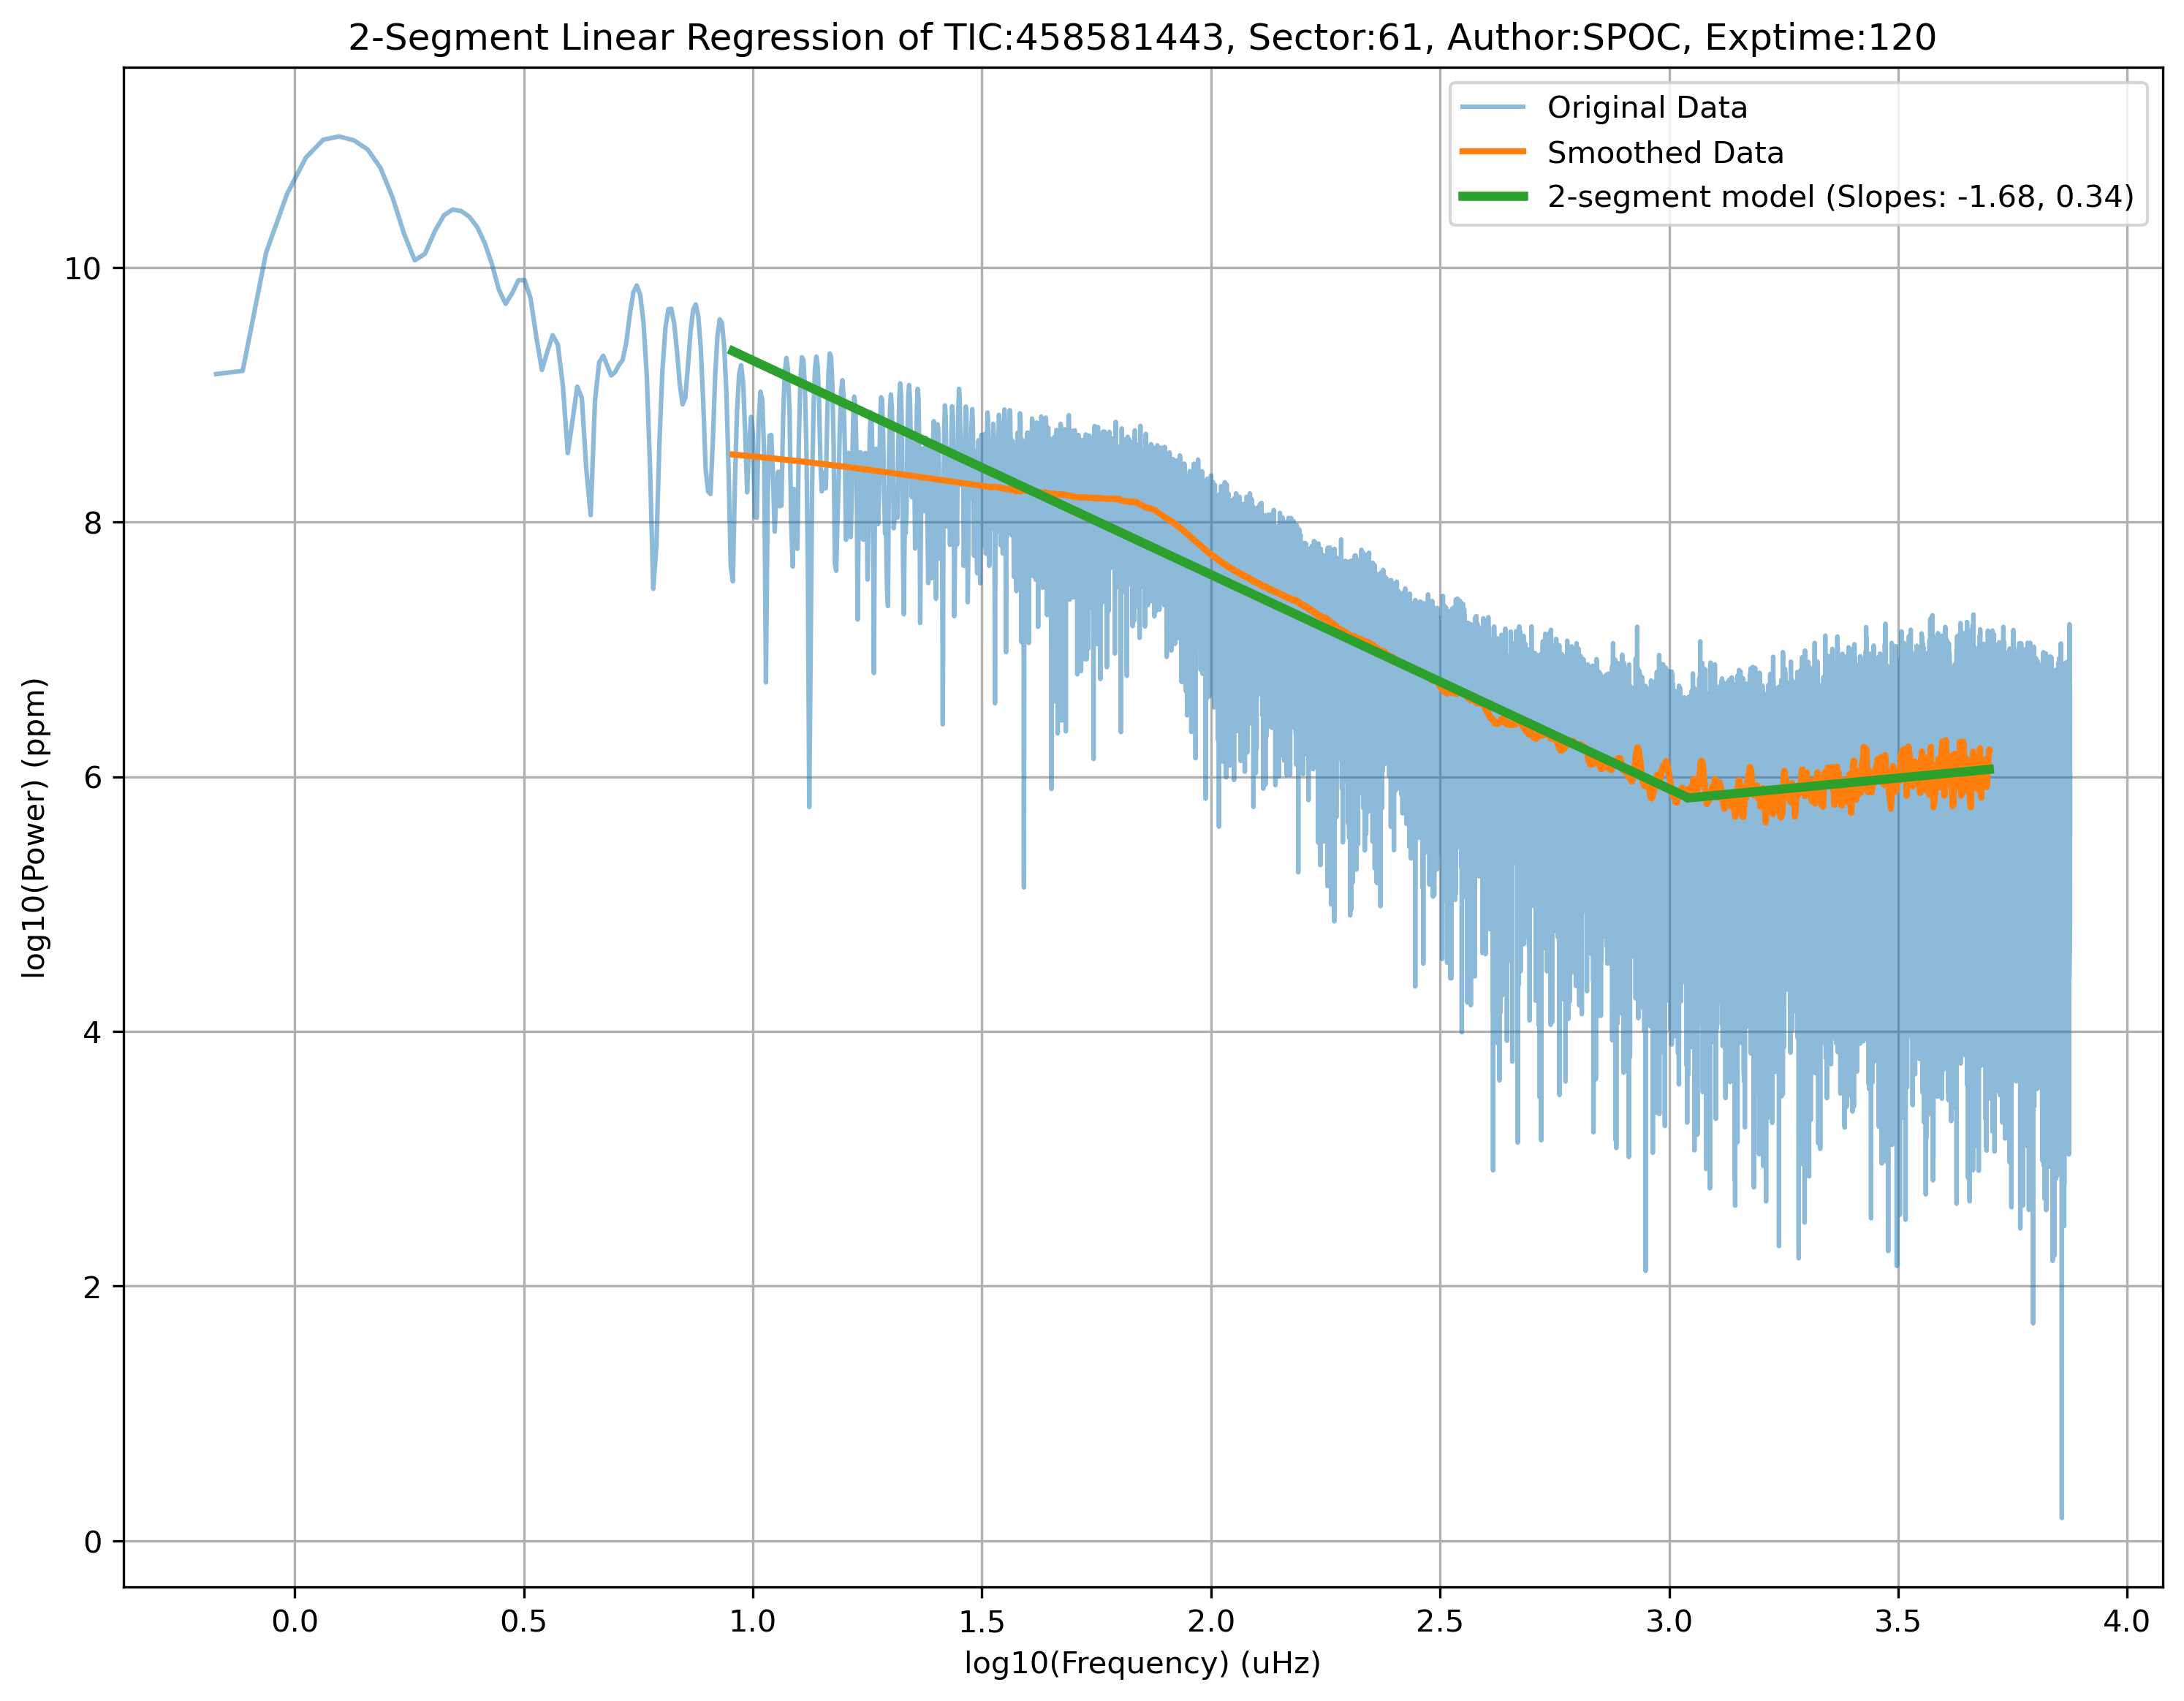 2-Segment Linear Regression of TIC:458581443, Sector:61, Author:SPOC, Exptime:120
Original Data
Smoothed Data
2-segment model (Slopes: -1.68, 0.34)
log10(Power) (ppm)
10
8
6
4
2
0
0.0 0.5 1.0 1.5 2.0 2.5 3.0 3.5 4.0
log10(Frequency) (uHz)